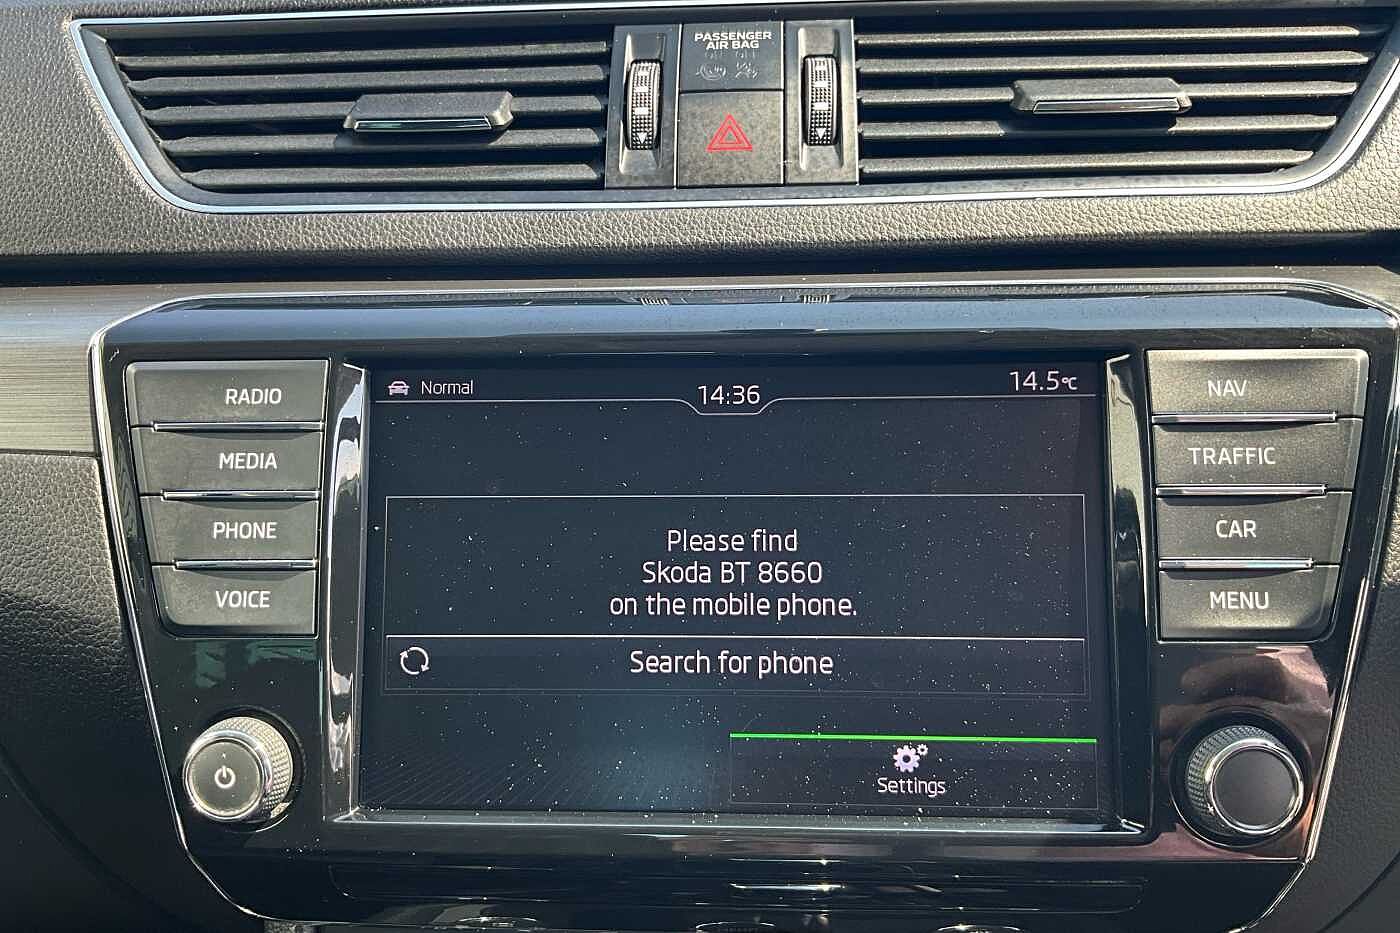 PASSENGER
AIR BAG
RADIO
MEDIA
PHONE
VOICE
Normal
14:36
14.5°C
Please find
Skoda BT 8660
on the mobile phone.
Search for phone
Settings
NAV
TRAFFIC
CAR
MENU